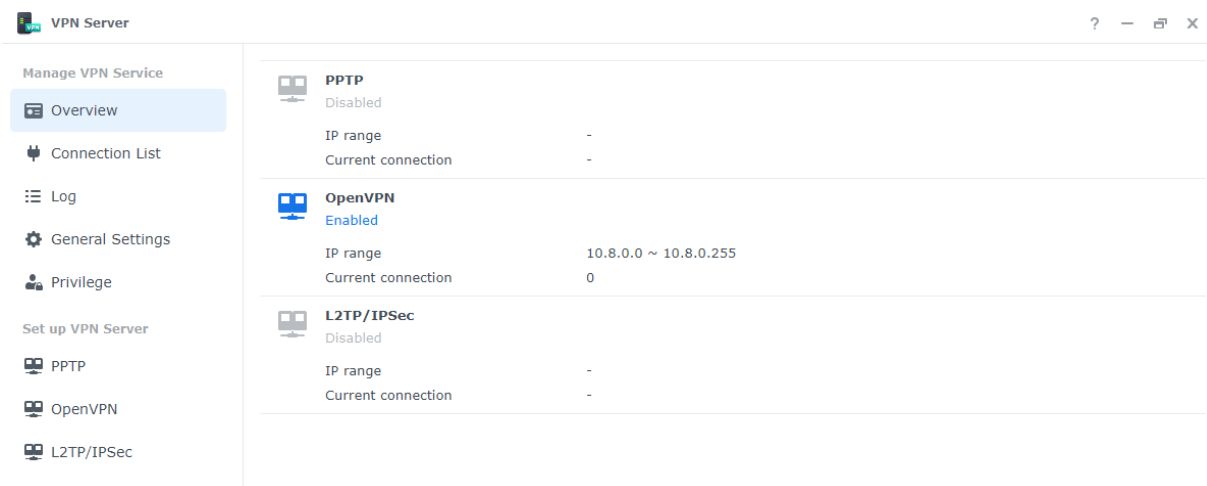 VPN Server
Manage VPN Service
Overview
Connection List
Log
General Settings
Privilege
Set up VPN Server
PPTP
OpenVPN
L2TP/IPSec
PPTP
Disabled
IP range -
Current connection -
OpenVPN
Enabled
IP range 10.8.0.0 ~ 10.8.0.255
Current connection 0
L2TP/IPSec
Disabled
IP range -
Current connection -